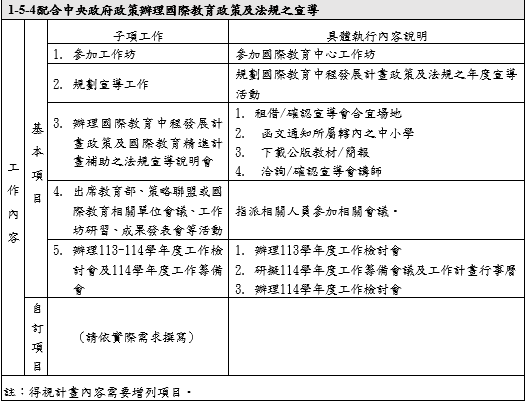 1-5-4配合中央政府政策辦理國際教育政策及法規之宣導
工作內容
基本項目
子項工作
具體執行內容說明
1. 參加工作坊
參加國際教育中心工作坊
2. 規劃宣導工作
規劃國際教育中程發展計畫政策及法規之年度宣導
活動
3. 辦理國際教育中程發展計
畫政策及國際教育精進計
畫補助之法規宣導說明會
1. 租借/確認宣導會合宜場地
2. 函文通知所屬轄內之中小學
3. 下載公版教材/簡報
4. 洽詢/確認宣導會講師
4. 出席教育部、策略聯盟或國
際教育相關單位會議、工作
坊研習、成果發表會等活動
指派相關人員參加相關會議。
5. 辦理113-114學年度工作檢
討會及114學年度工作籌備
會
1. 辦理113學年度工作檢討會
2. 研擬114學年度工作籌備會議及工作計畫行事曆
3. 辦理114學年度工作檢討會
自訂項目
(請依實際需求撰寫)
註：得視計畫內容需要增列項目。